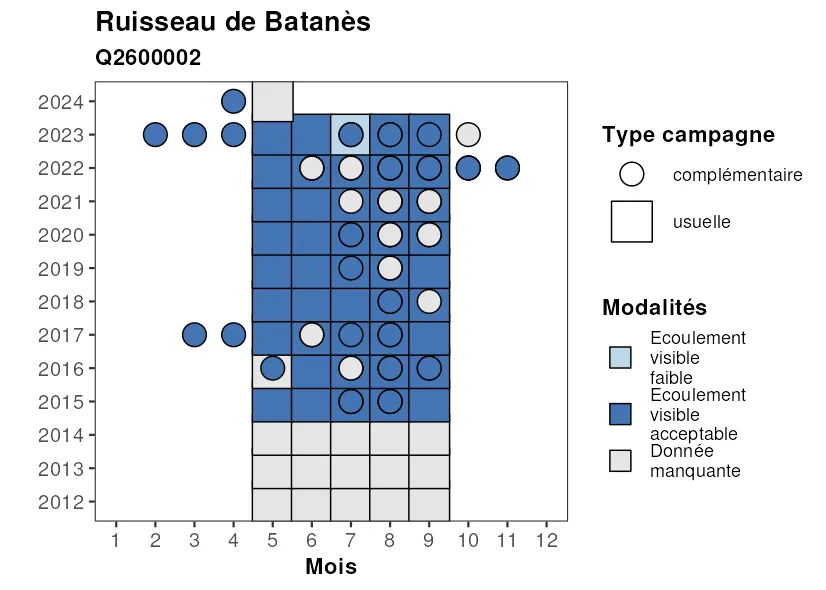 Ruisseau de Batanès
Q2600002
2024
2023
2022
2021
2020
2019
2018
2017
2016
2015
2014
2013
2012
1 2 3 4 5 6 7 8 9 10 11 12
Mois
Type campagne
complémentaire
usuelle
Modalités
Ecoulement
visible
faible
Ecoulement
visible
acceptable
Donnée
manquante